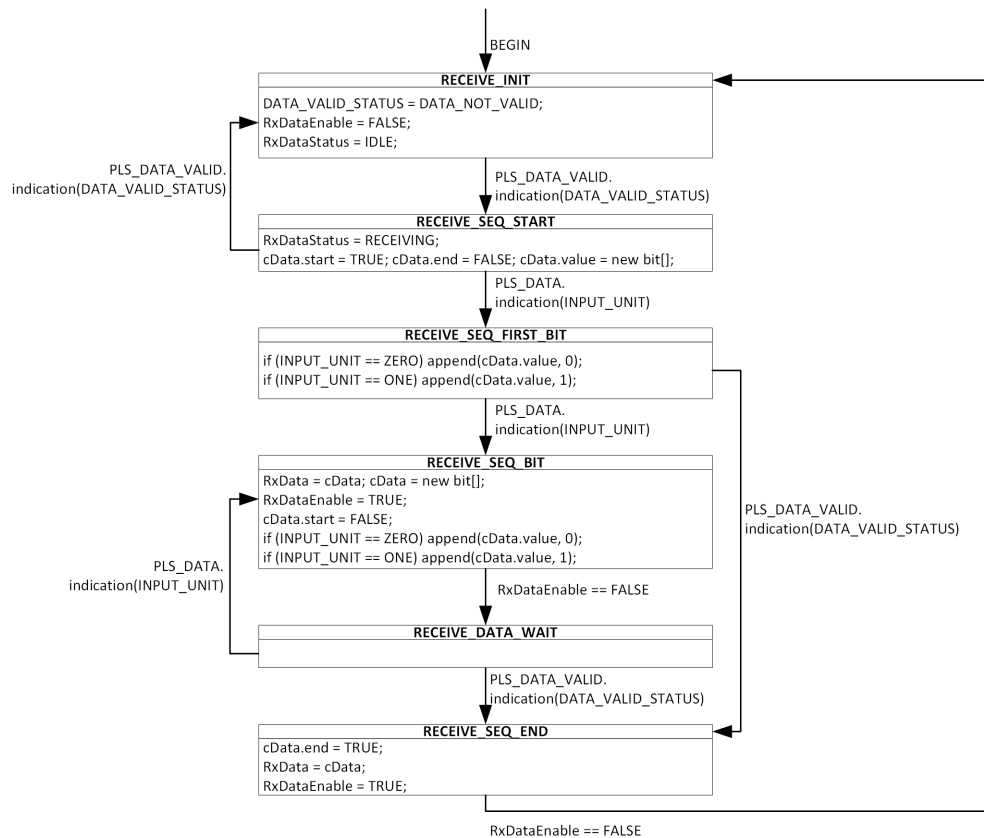 BEGIN
RECEIVE_INIT
DATA_VALID_STATUS = DATA_NOT_VALID;
RxDataEnable = FALSE;
RxDataStatus = IDLE;
PLS_DATA_VALID.
indication(DATA_VALID_STATUS)
PLS_DATA_VALID.
indication(DATA_VALID_STATUS)
RECEIVE_SEQ_START
RxDataStatus = RECEIVING;
cData.start = TRUE; cData.end = FALSE; cData.value = new bit[];
PLS_DATA.
indication(INPUT_UNIT)
RECEIVE_SEQ_FIRST_BIT
if (INPUT_UNIT == ZERO) append(cData.value, 0);
if (INPUT_UNIT == ONE) append(cData.value, 1);
PLS_DATA.
indication(INPUT_UNIT)
RECEIVE_SEQ_BIT
RxData = cData; cData = new bit[];
RxDataEnable = TRUE;
cData.start = FALSE;
if (INPUT_UNIT == ZERO) append(cData.value, 0);
if (INPUT_UNIT == ONE) append(cData.value, 1);
PLS_DATA_VALID.
indication(DATA_VALID_STATUS)
PLS_DATA.
indication(INPUT_UNIT)
RxDataEnable == FALSE
RECEIVE_DATA_WAIT
PLS_DATA_VALID.
indication(DATA_VALID_STATUS)
RECEIVE_SEQ_END
cData.end = TRUE;
RxData = cData;
RxDataEnable = TRUE;
RxDataEnable == FALSE